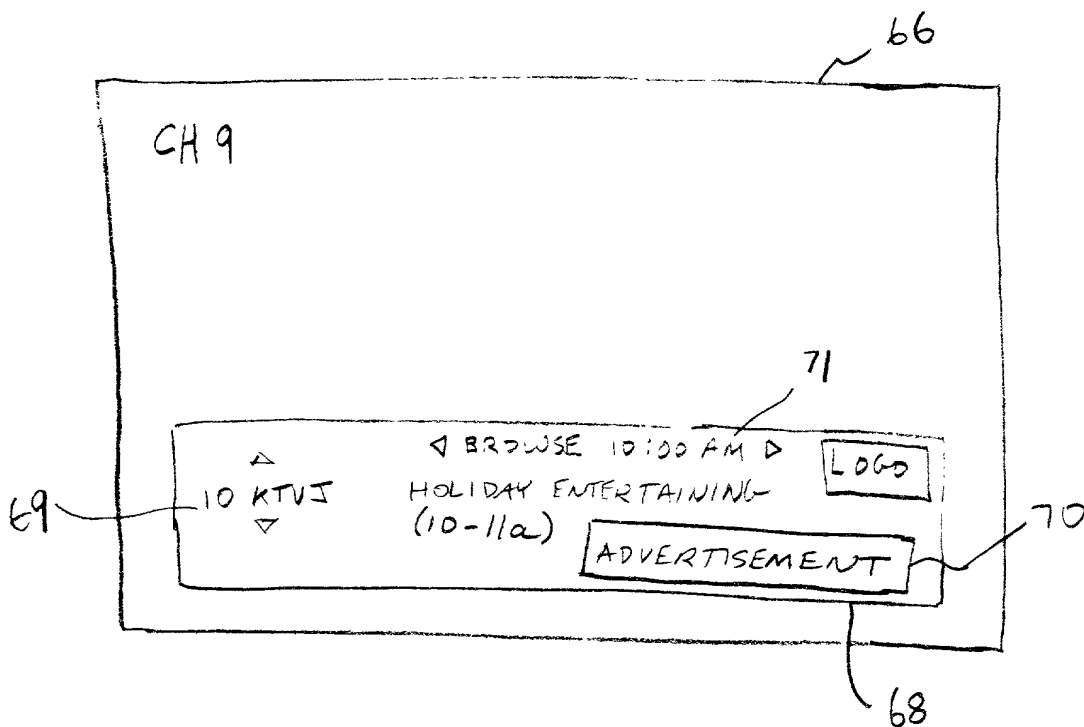 66
CH 9
71
◁ BROWSE 10:00 AM ▷
LOGO
10 KTVJ
HOLIDAY ENTERTAINING
69
(10-11a)
70
ADVERTISEMENT
68